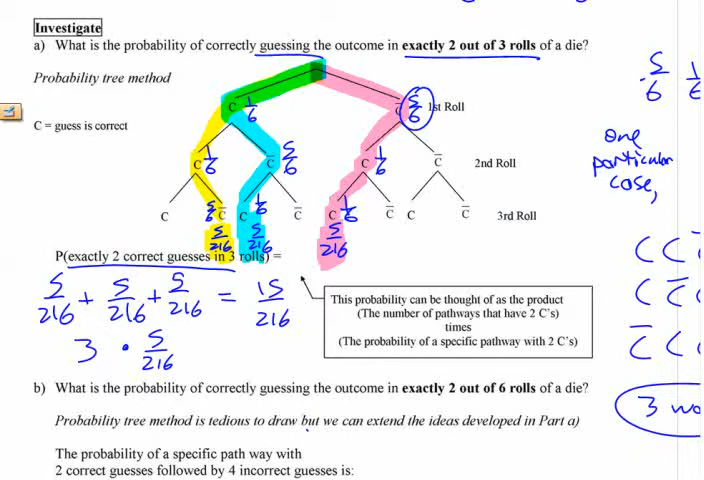 Investigate
a) What is the probability of correctly guessing the outcome in exactly 2 out of 3 rolls of a die?
Probability tree method
5/6 1/6
C 1/6 C̅ 5/6 1st Roll
C = guess is correct
one
particular
case,
C 1/6 C̅ 5/6 C 1/6 C̅ 2nd Roll
C 5/6 C̅ C 1/6 C̅ C 1/6 C̅ C C̅ 3rd Roll
5/216 5/216 5/216
P(exactly 2 correct guesses in 3 rolls) =
C C C̅
5/216 + 5/216 + 5/216 = 15/216
C C̅
C̅ C
3 · 5/216
This probability can be thought of as the product
(The number of pathways that have 2 C's)
times
(The probability of a specific pathway with 2 C's)
b) What is the probability of correctly guessing the outcome in exactly 2 out of 6 rolls of a die?
3
Probability tree method is tedious to draw but we can extend the ideas developed in Part a)
The probability of a specific path way with
2 correct guesses followed by 4 incorrect guesses is: